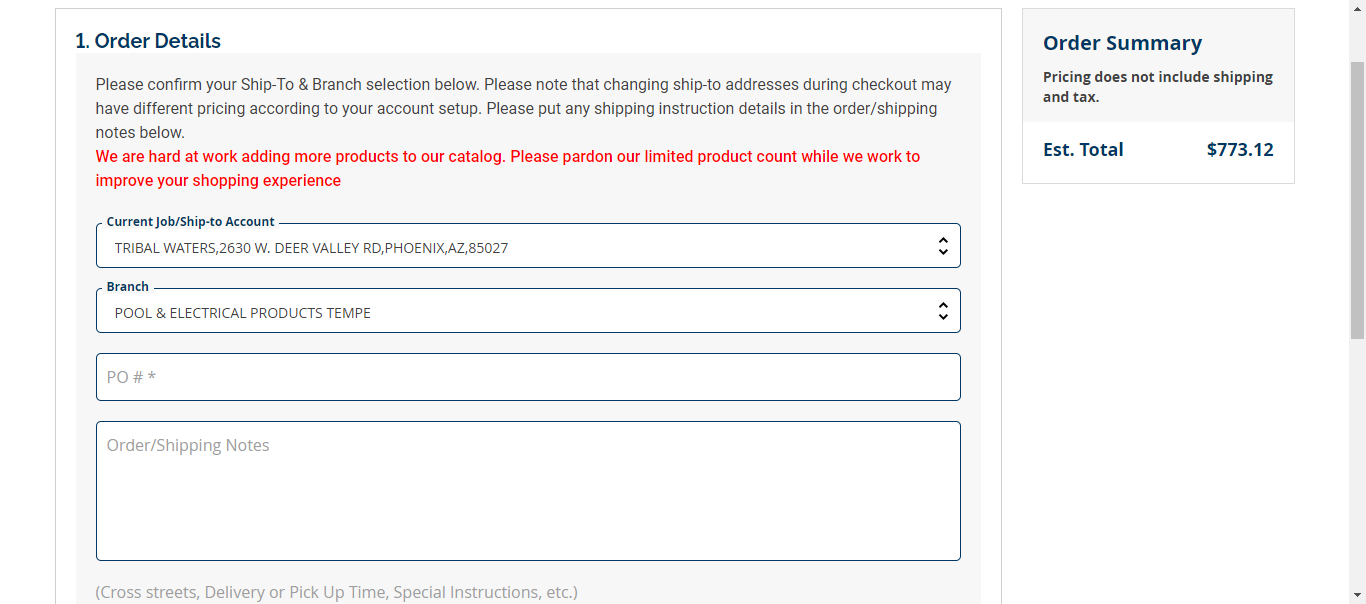 1. Order Details
Please confirm your Ship-To & Branch selection below. Please note that changing ship-to addresses during checkout may
have different pricing according to your account setup. Please put any shipping instruction details in the order/shipping
notes below.
We are hard at work adding more products to our catalog. Please pardon our limited product count while we work to
improve your shopping experience
Current Job/Ship-to Account
TRIBAL WATERS,2630 W. DEER VALLEY RD,PHOENIX,AZ,85027
Branch
POOL & ELECTRICAL PRODUCTS TEMPE
PO # *
Order/Shipping Notes
(Cross streets, Delivery or Pick Up Time, Special Instructions, etc.)
Order Summary
Pricing does not include shipping
and tax.
Est. Total $773.12